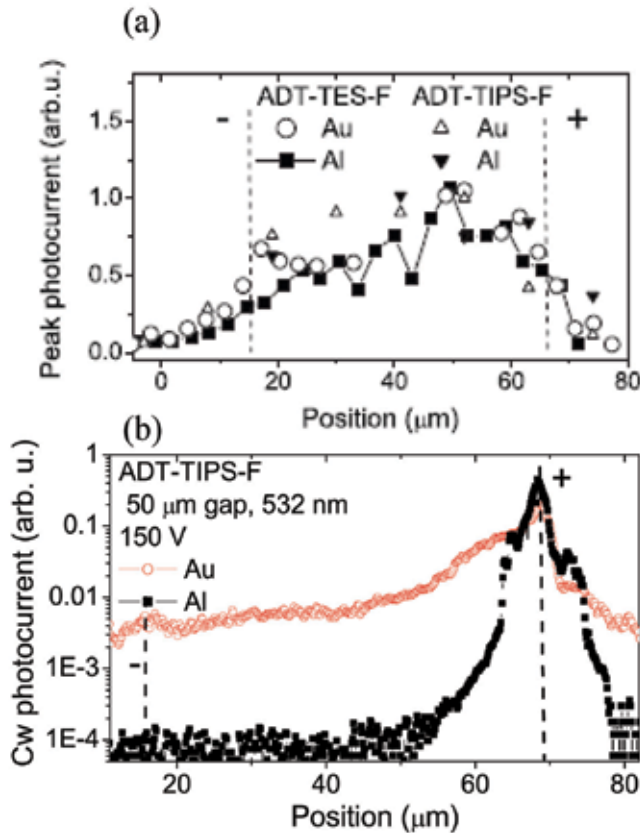 (a)
Peak photocurrent (arb.u.)
1.5
1.0
0.5
0.0
ADT-TES-F ADT-TIPS-F
- +
Au Au
Al Al
0 20 40 60 80
Position (μm)
(b)
Cw photocurrent (arb. u.)
1
0.1
0.01
1E-3
1E-4
ADT-TIPS-F
50 μm gap, 532 nm
150 V
Au
Al
+
-
20 40 60 80
Position (μm)